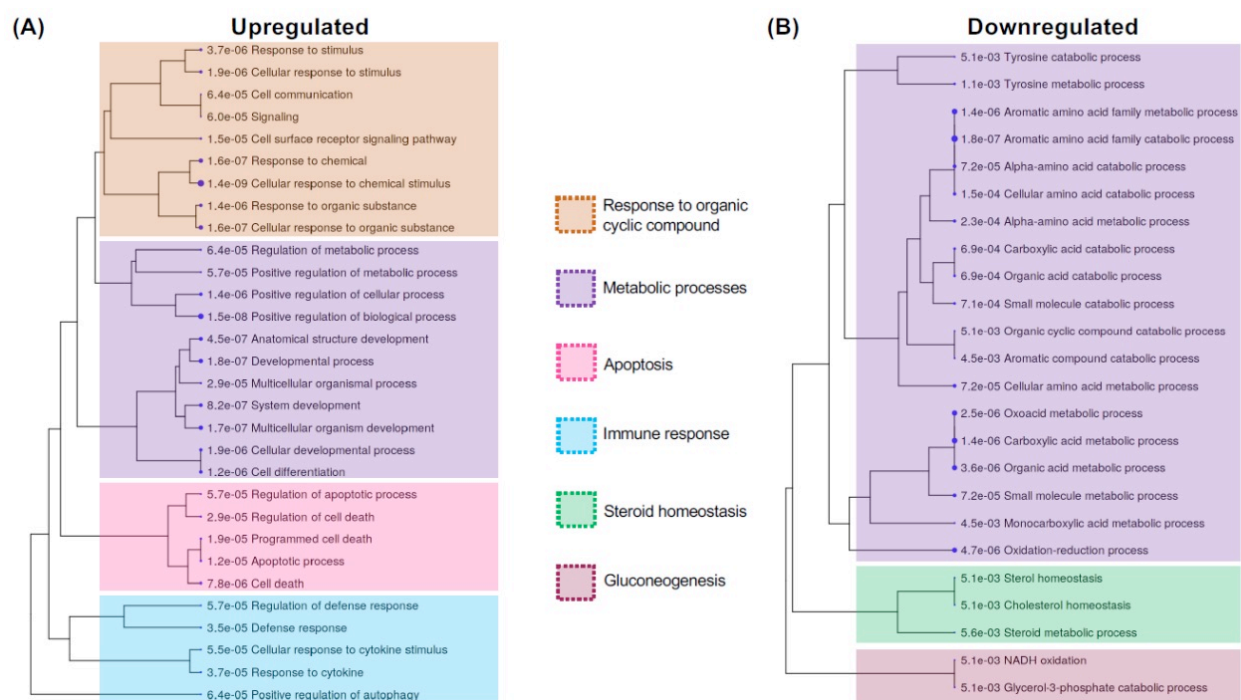 (A)
Upregulated
3.7e-06 Response to stimulus
1.9e-06 Cellular response to stimulus
6.4e-05 Cell communication
6.0e-05 Signaling
1.5e-05 Cell surface receptor signaling pathway
1.6e-07 Response to chemical
1.4e-09 Cellular response to chemical stimulus
1.4e-06 Response to organic substance
1.6e-07 Cellular response to organic substance
6.4e-05 Regulation of metabolic process
5.7e-05 Positive regulation of metabolic process
1.4e-06 Positive regulation of cellular process
1.5e-08 Positive regulation of biological process
4.5e-07 Anatomical structure development
1.8e-07 Developmental process
2.9e-05 Multicellular organismal process
8.2e-07 System development
1.7e-07 Multicellular organism development
1.9e-06 Cellular developmental process
1.2e-06 Cell differentiation
5.7e-05 Regulation of apoptotic process
2.9e-05 Regulation of cell death
1.9e-05 Programmed cell death
1.2e-05 Apoptotic process
7.8e-06 Cell death
5.7e-05 Regulation of defense response
3.5e-05 Defense response
5.5e-05 Cellular response to cytokine stimulus
3.7e-05 Response to cytokine
6.4e-05 Positive regulation of autophagy
Response to organic
cyclic compound
Metabolic processes
Apoptosis
Immune response
Steroid homeostasis
Gluconeogenesis
(B)
Downregulated
5.1e-03 Tyrosine catabolic process
1.1e-03 Tyrosine metabolic process
1.4e-06 Aromatic amino acid family metabolic process
1.8e-07 Aromatic amino acid family catabolic process
7.2e-05 Alpha-amino acid catabolic process
1.5e-04 Cellular amino acid catabolic process
2.3e-04 Alpha-amino acid metabolic process
6.9e-04 Carboxylic acid catabolic process
6.9e-04 Organic acid catabolic process
7.1e-04 Small molecule catabolic process
5.1e-03 Organic cyclic compound catabolic process
4.5e-03 Aromatic compound catabolic process
7.2e-05 Cellular amino acid metabolic process
2.5e-06 Oxoacid metabolic process
1.4e-06 Carboxylic acid metabolic process
3.6e-06 Organic acid metabolic process
7.2e-05 Small molecule metabolic process
4.5e-03 Monocarboxylic acid metabolic process
4.7e-06 Oxidation-reduction process
5.1e-03 Sterol homeostasis
5.1e-03 Cholesterol homeostasis
5.6e-03 Steroid metabolic process
5.1e-03 NADH oxidation
5.1e-03 Glycerol-3-phosphate catabolic process